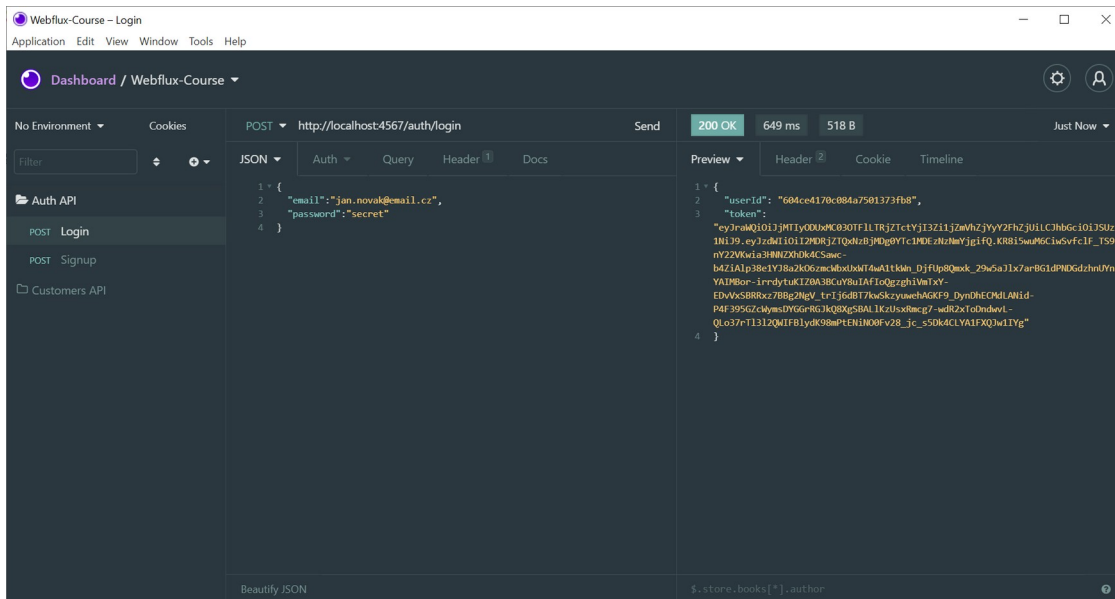 Webflux-Course – Login
Application Edit View Window Tools Help
Dashboard / Webflux-Course
No Environment Cookies
POST http://localhost:4567/auth/login Send
200 OK 649 ms 518 B Just Now
Filter
JSON Auth Query Header 1 Docs
Preview Header 2 Cookie Timeline
Auth API
POST Login
POST Signup
Customers API
1 {
2 "email":"jan.novak@email.cz",
3 "password":"secret"
4 }
1 {
2 "userId": "604ce4170c084a7501373fb8",
3 "token":
4 }
Beautify JSON
$.store.books[*].author